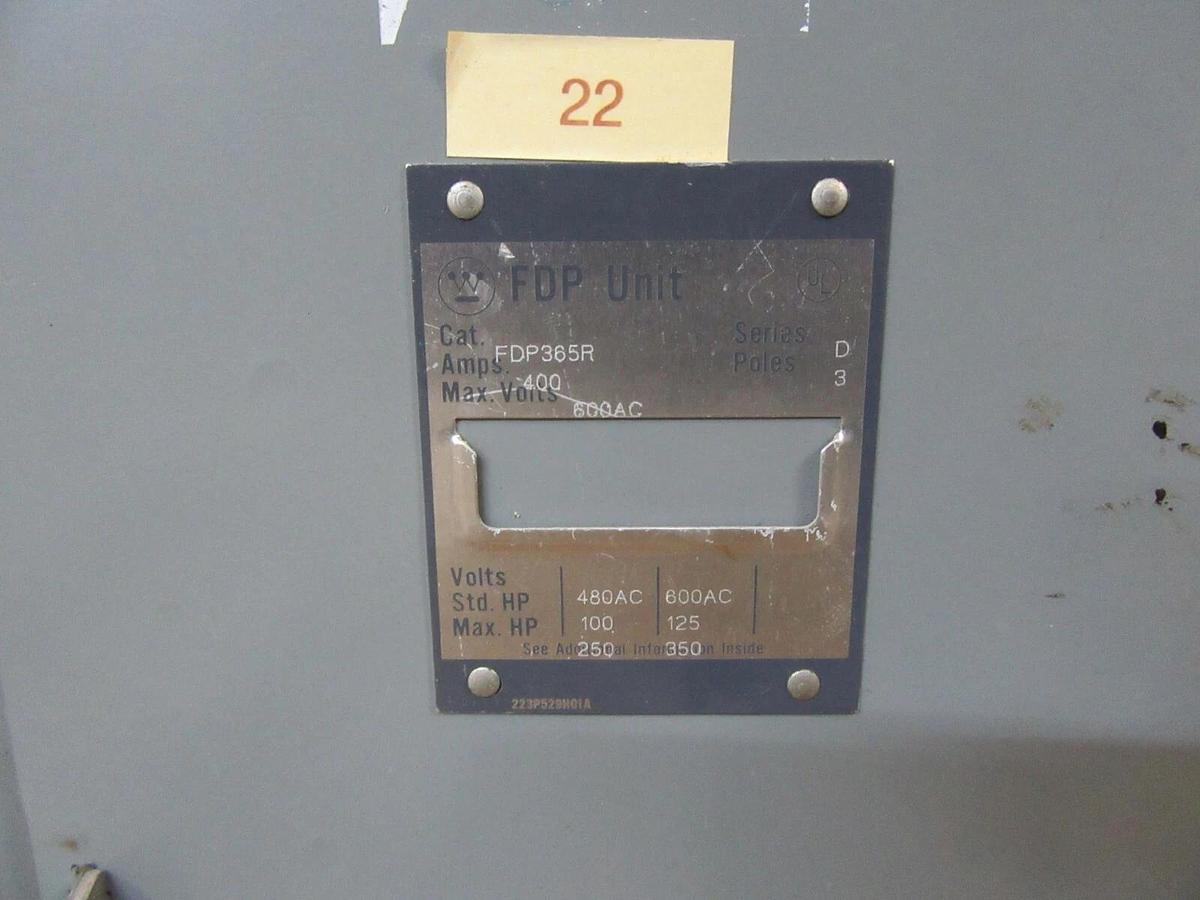 22
W FDP Unit UL
Cat. FDP365R Series D
Amps. 400 Poles 3
Max. Volts 600AC
Volts 480AC 600AC
Std. HP 100 125
Max. HP 250 350
See Additional Information Inside
223P529H01A